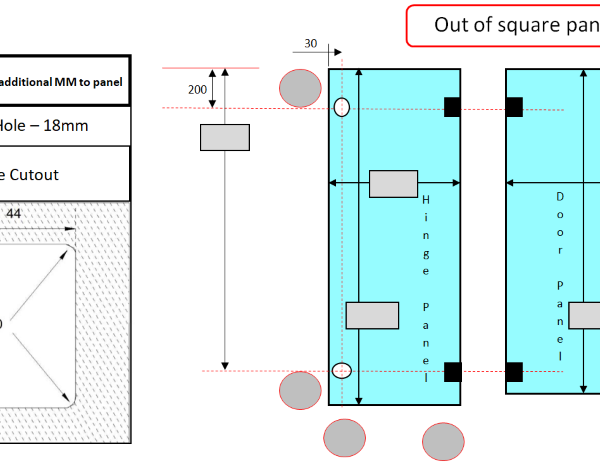 Out of square pan
additional MM to panel
Hole – 18mm
e Cutout
44
0
30
200
Hinge Panel
Door Panel